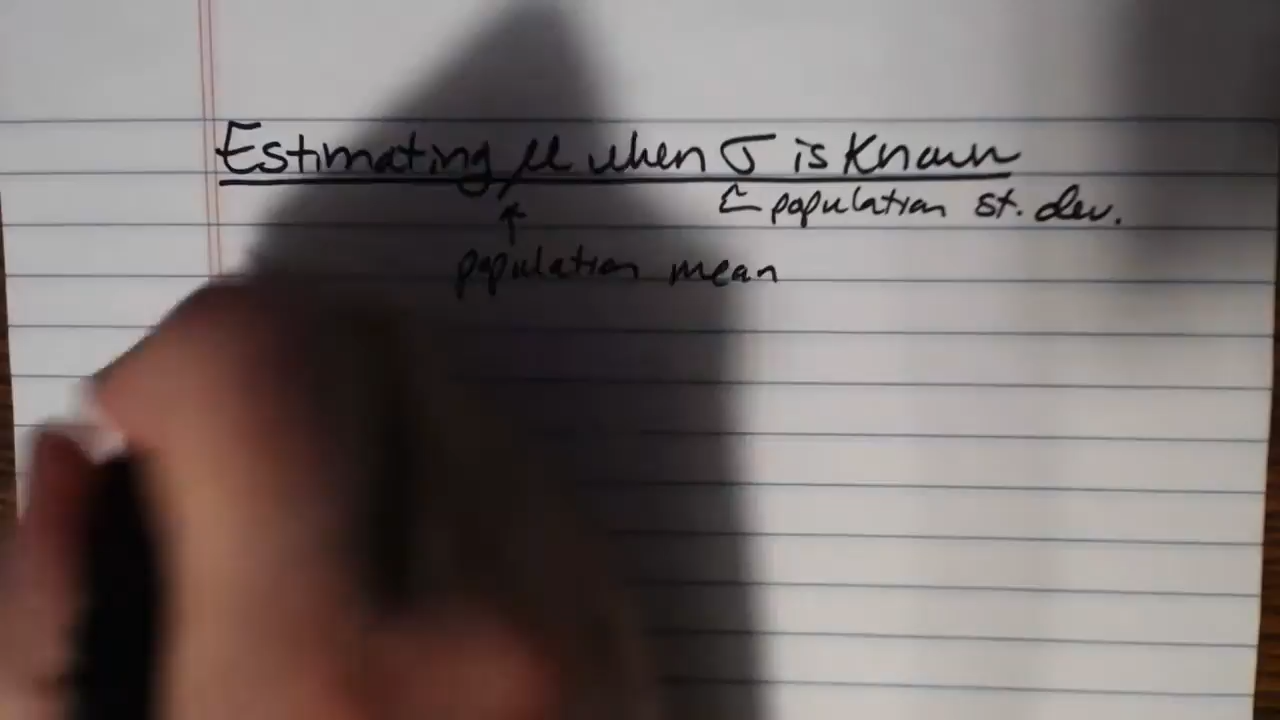 Estimating μ when σ is Known
↑ population st. dev.
↑
population mean